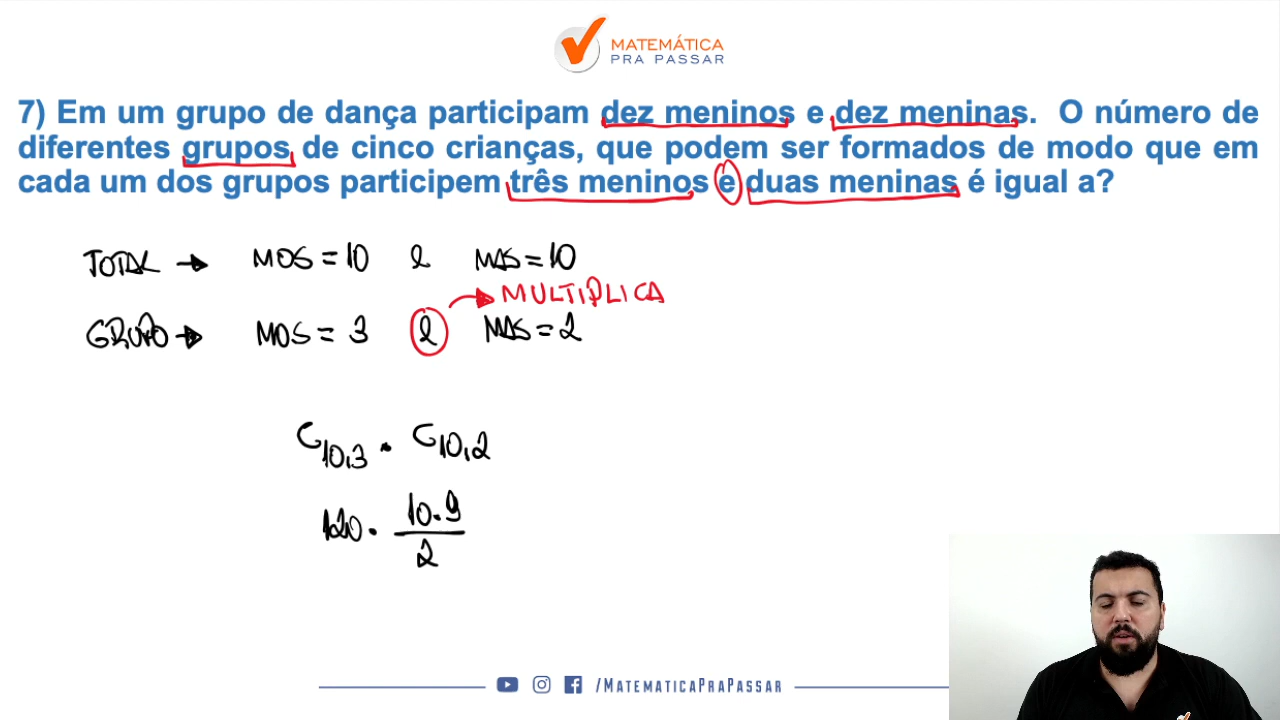 MATEMÁTICA
PRA PASSAR
7) Em um grupo de dança participam dez meninos e dez meninas. O número de
diferentes grupos de cinco crianças, que podem ser formados de modo que em
cada um dos grupos participem três meninos e duas meninas é igual a?
TOTAL → MOS = 10 e MAS = 10
MULTIPLICA
GRUPO → MOS = 3 e MAS = 2
C10,3 . C10,2
120 . 10.9
2
/MatematicaPraPassar